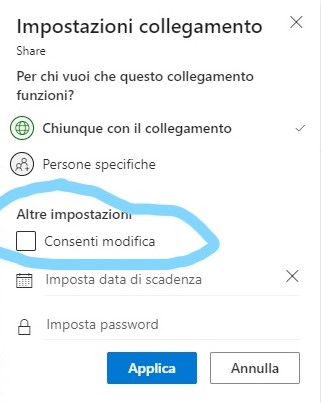 Impostazioni collegamento
Share
Per chi vuoi che questo collegamento
funzioni?
Chiunque con il collegamento
Persone specifiche
Altre impostazioni
Consenti modifica
Imposta data di scadenza
Imposta password
Applica
Annulla